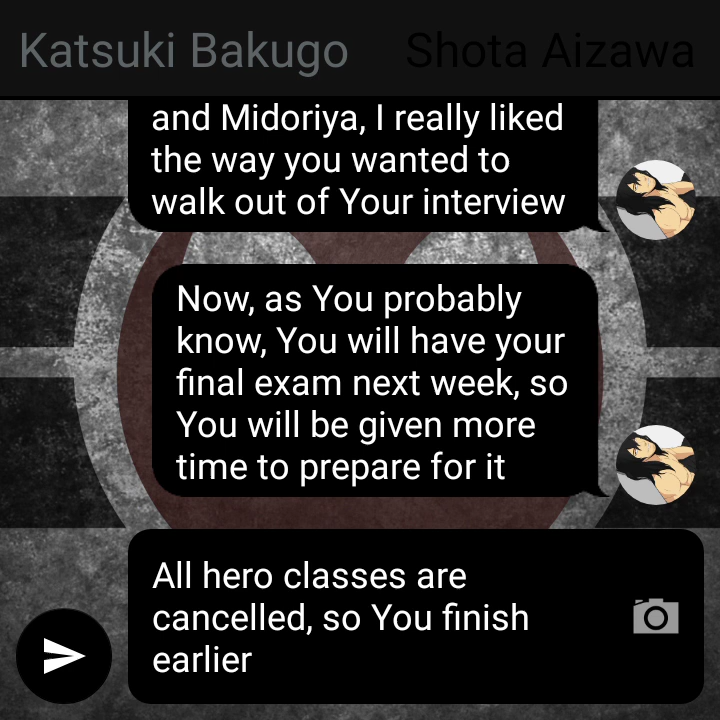 Katsuki Bakugo Shota Aizawa
and Midoriya, I really liked
the way you wanted to
walk out of Your interview
Now, as You probably
know, You will have your
final exam next week, so
You will be given more
time to prepare for it
All hero classes are
cancelled, so You finish
earlier